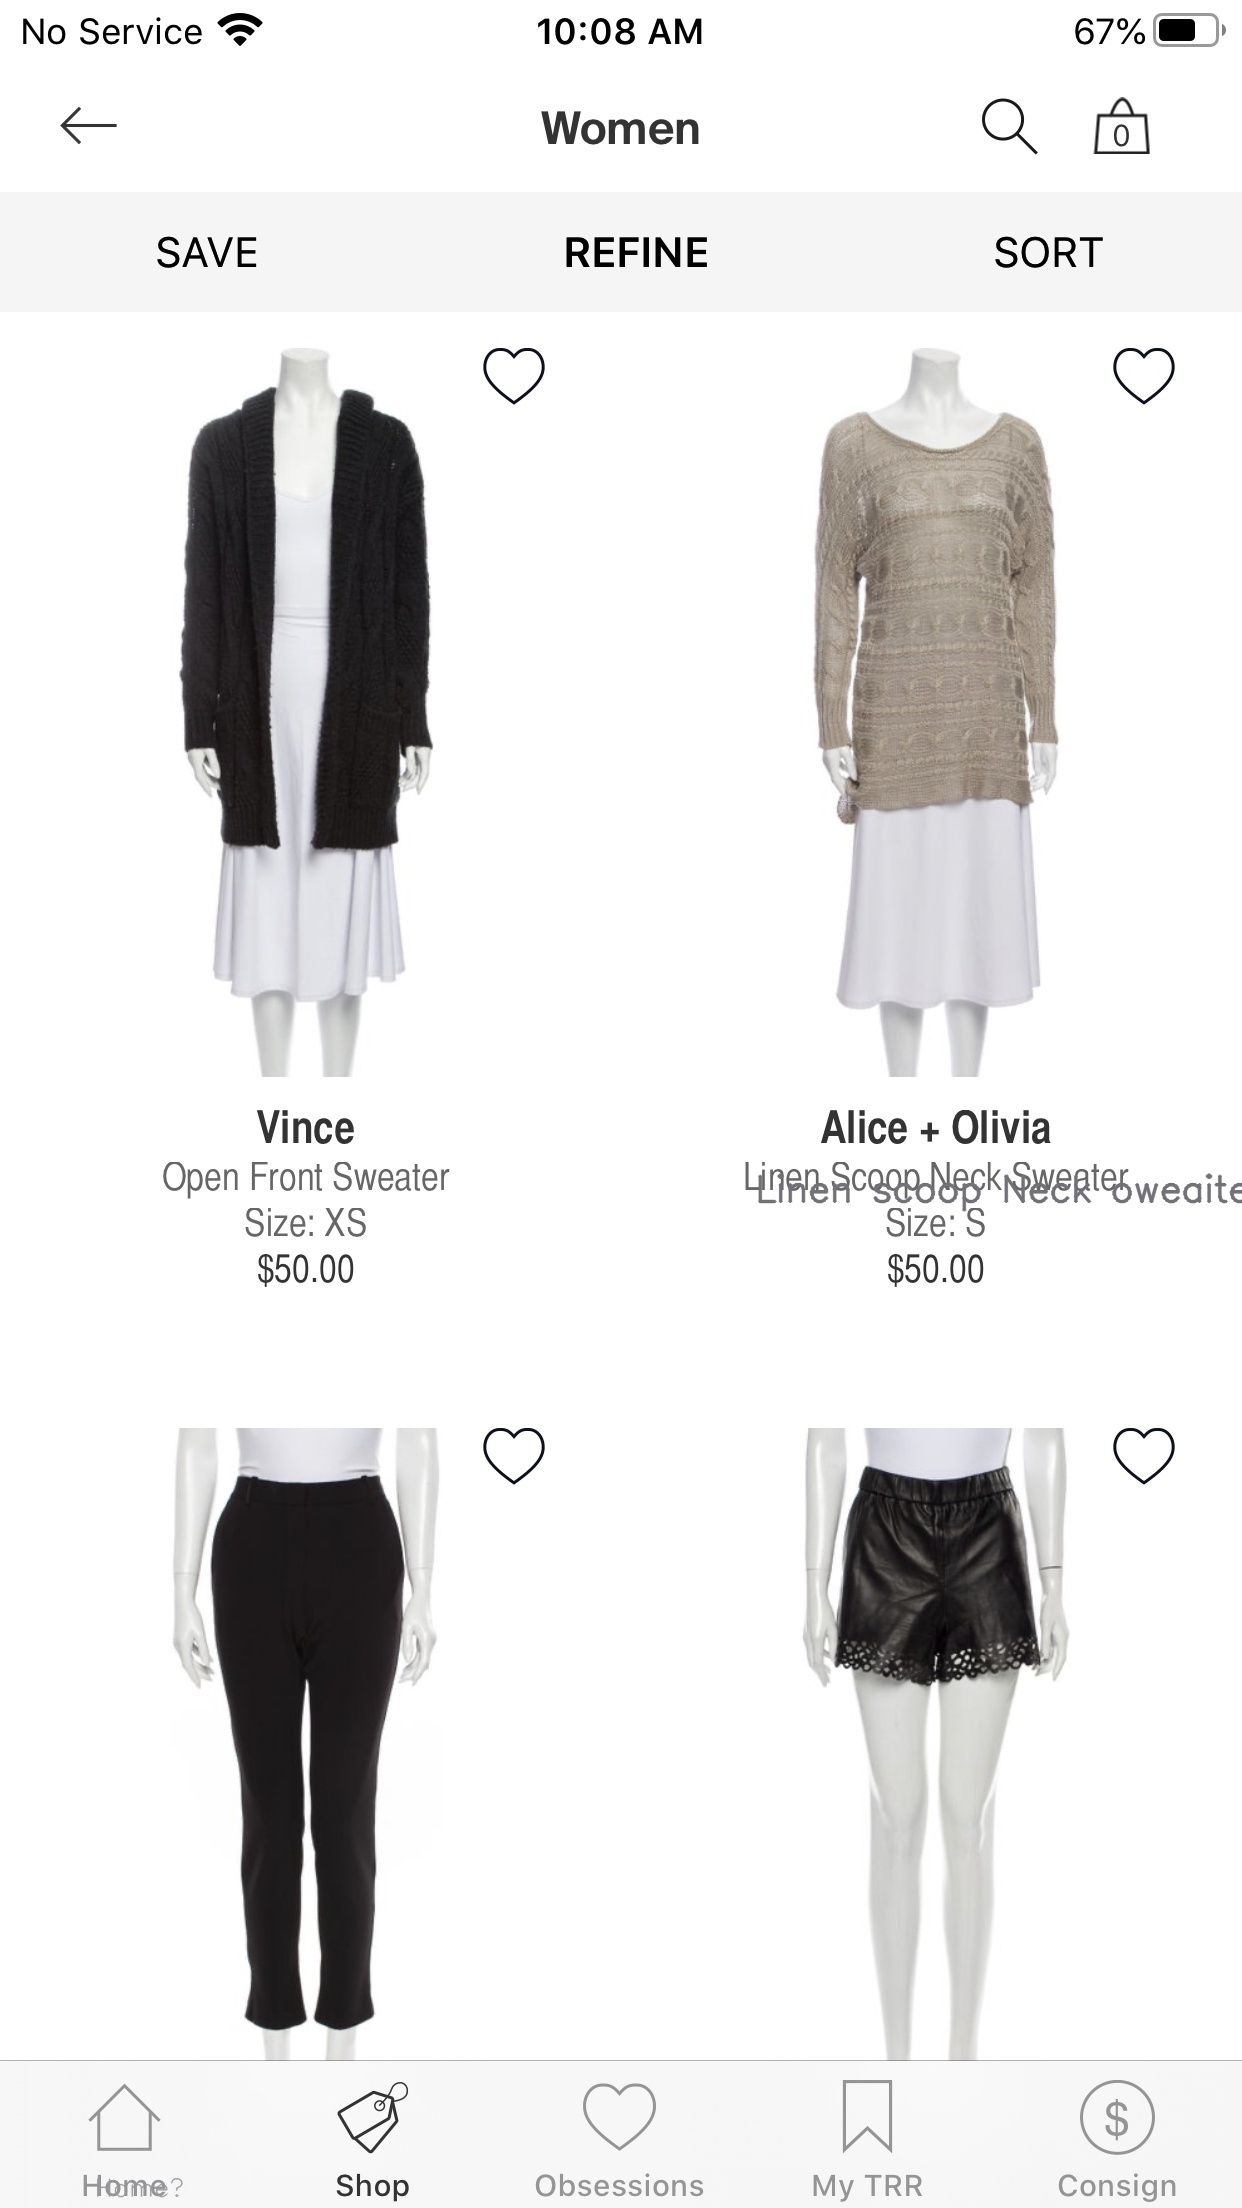 No Service 10:08 AM 67%
Women
0
SAVE REFINE SORT
Vince
Alice + Olivia
Open Front Sweater
Linen Scoop Neck Sweater
Linen scoop Neck oweaite
Size: XS
Size: S
$50.00
$50.00
$
Home Shop Obsessions My TRR Consign
Home?